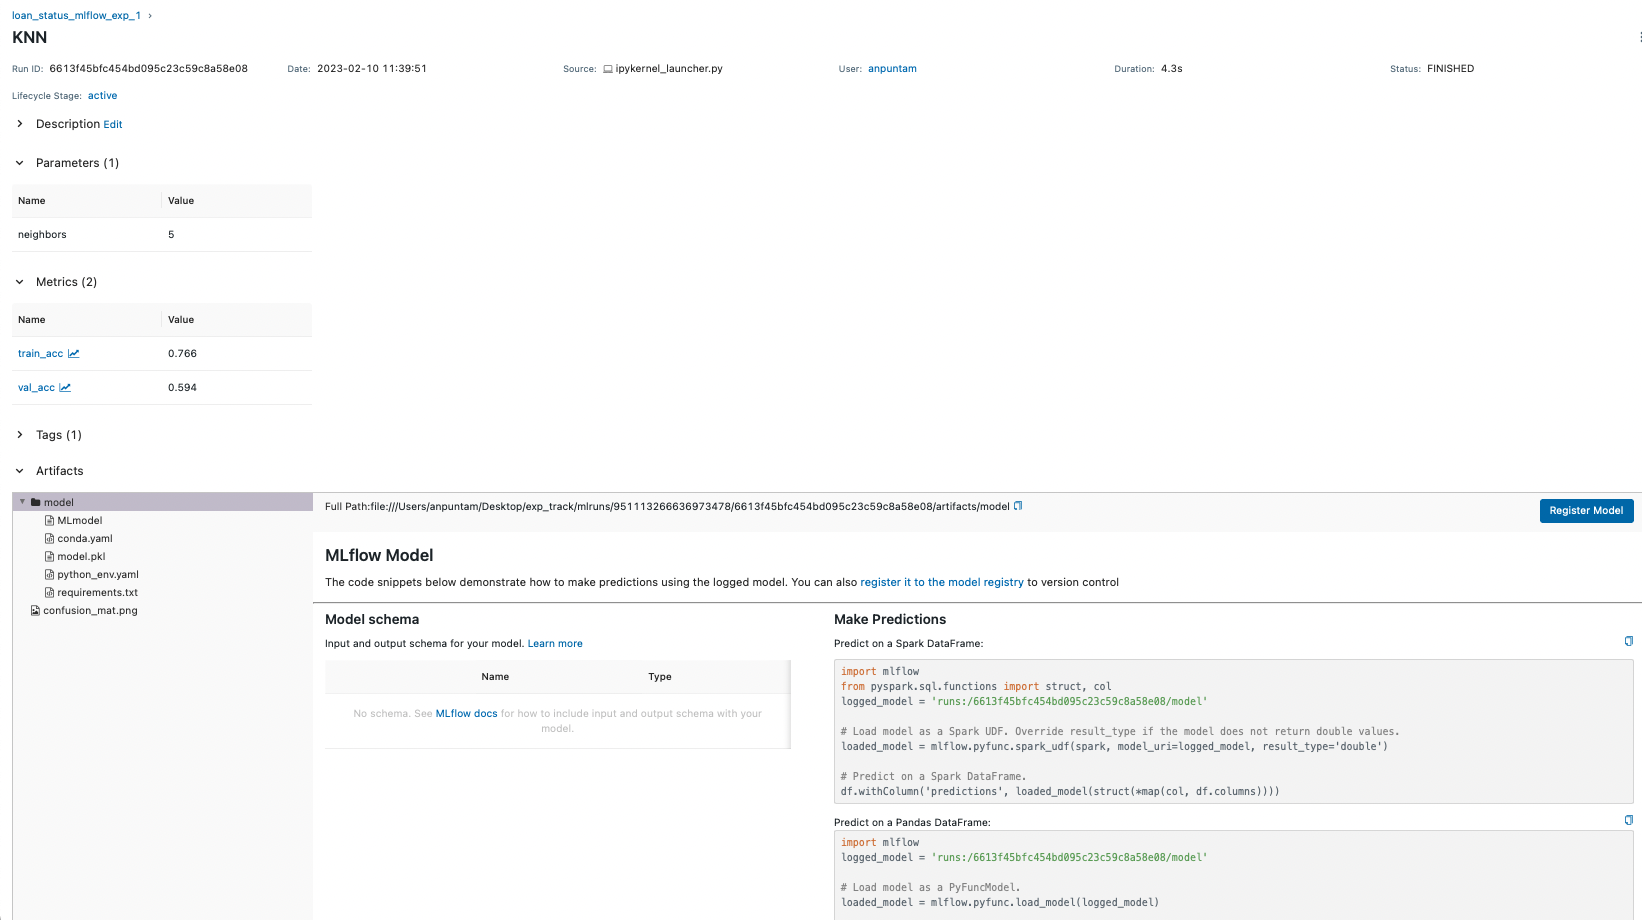 loan_status_mlflow_exp_1 ›
KNN
Run ID: 6613f45bfc454bd095c23c59c8a58e08 Date: 2023-02-10 11:39:51 Source: ipykernel_launcher.py User: anpuntam Duration: 4.3s Status: FINISHED
Lifecycle Stage: active
Description Edit
Parameters (1)
Name Value
neighbors 5
Metrics (2)
Name Value
train_acc 0.766
val_acc 0.594
Tags (1)
Artifacts
model
MLmodel
conda.yaml
model.pkl
python_env.yaml
requirements.txt
confusion_mat.png
Full Path:file:///Users/anpuntam/Desktop/exp_track/mlruns/951113266636973478/6613f45bfc454bd095c23c59c8a58e08/artifacts/model
Register Model
MLflow Model
The code snippets below demonstrate how to make predictions using the logged model. You can also register it to the model registry to version control
Model schema
Input and output schema for your model. Learn more
Name Type
No schema. See MLflow docs for how to include input and output schema with your
model.
Make Predictions
Predict on a Spark DataFrame:
import mlflow
from pyspark.sql.functions import struct, col
logged_model = 'runs:/6613f45bfc454bd095c23c59c8a58e08/model'
# Load model as a Spark UDF. Override result_type if the model does not return double values.
loaded_model = mlflow.pyfunc.spark_udf(spark, model_uri=logged_model, result_type='double')
# Predict on a Spark DataFrame.
df.withColumn('predictions', loaded_model(struct(*map(col, df.columns))))
Predict on a Pandas DataFrame:
import mlflow
logged_model = 'runs:/6613f45bfc454bd095c23c59c8a58e08/model'
# Load model as a PyFuncModel.
loaded_model = mlflow.pyfunc.load_model(logged_model)